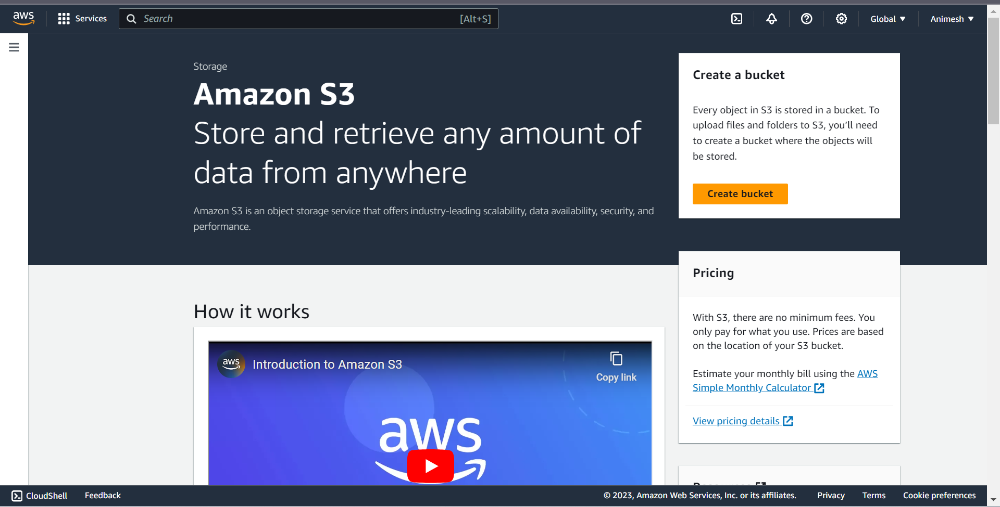 aws
Services
Search
[Alt+S]
Global
Animesh
Storage
Amazon S3
Store and retrieve any amount of
data from anywhere
Amazon S3 is an object storage service that offers industry-leading scalability, data availability, security, and
performance.
Create a bucket
Every object in S3 is stored in a bucket. To
upload files and folders to S3, you’ll need
to create a bucket where the objects will
be stored.
Create bucket
Pricing
With S3, there are no minimum fees. You
only pay for what you use. Prices are based
on the location of your S3 bucket.
Estimate your monthly bill using the AWS
Simple Monthly Calculator
View pricing details
Resources
How it works
aws
Introduction to Amazon S3
Copy link
aws
CloudShell
Feedback
© 2023, Amazon Web Services, Inc. or its affiliates.
Privacy
Terms
Cookie preferences